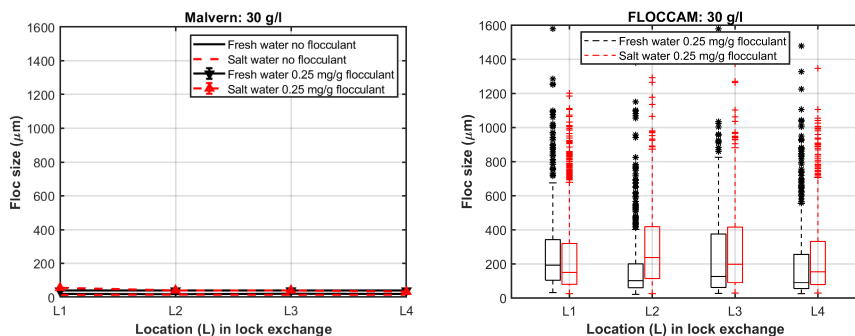 Malvern: 30 g/l
1600
1400
1200
1000
800
600
400
200
0
Floc size (μm)
Fresh water no flocculant
Salt water no flocculant
Fresh water 0.25 mg/g flocculant
Salt water 0.25 mg/g flocculant
L1
L2
L3
L4
Location (L) in lock exchange
FLOCCAM: 30 g/l
1600
1400
1200
1000
800
600
400
200
0
Floc size (μm)
Fresh water 0.25 mg/g flocculant
Salt water 0.25 mg/g flocculant
L1
L2
L3
L4
Location (L) in lock exchange